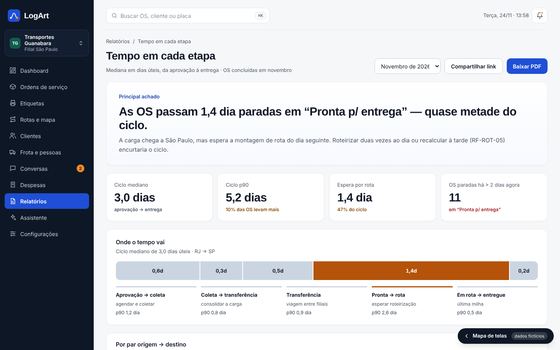 LogArt
Buscar OS, cliente ou placa
⌘K
Terça, 24/11 · 13:58
TG
Transportes Guanabara
Filial São Paulo
Dashboard
Ordens de serviço
Etiquetas
Rotas e mapa
Clientes
Frota e pessoas
Conversas
2
Despesas
Relatórios
Assistente
Configurações
Relatórios / Tempo em cada etapa
Tempo em cada etapa
Mediana em dias úteis, da aprovação à entrega · OS concluídas em novembro
Novembro de 202
Compartilhar link
Baixar PDF
Principal achado
As OS passam 1,4 dia paradas em “Pronta p/ entrega” — quase metade do
ciclo.
A carga chega a São Paulo, mas espera a montagem de rota do dia seguinte. Roteirizar duas vezes ao dia ou recalcular à tarde (RF-ROT-05)
encurtaria o ciclo.
Ciclo mediano
3,0 dias
aprovação → entrega
Ciclo p90
5,2 dias
10% das OS levam mais
Espera por rota
1,4 dia
47% do ciclo
OS paradas há > 2 dias agora
11
em “Pronta p/ entrega”
Onde o tempo vai
Ciclo mediano de 3,0 dias úteis · RJ → SP
0,6d
0,3d
0,5d
1,4d
0,2d
Aprovação → coleta
agendar e coletar
p90 1,2 dia
Coleta → transferência
consolidar a carga
p90 0,8 dia
Transferência
viagem entre filiais
p90 0,9 dia
Pronta → rota
esperar roteirização
p90 2,6 dia
Em rota → entregue
última milha
p90 0,5 dia
Por par origem → destino
Mapa de telas
dados fictícios